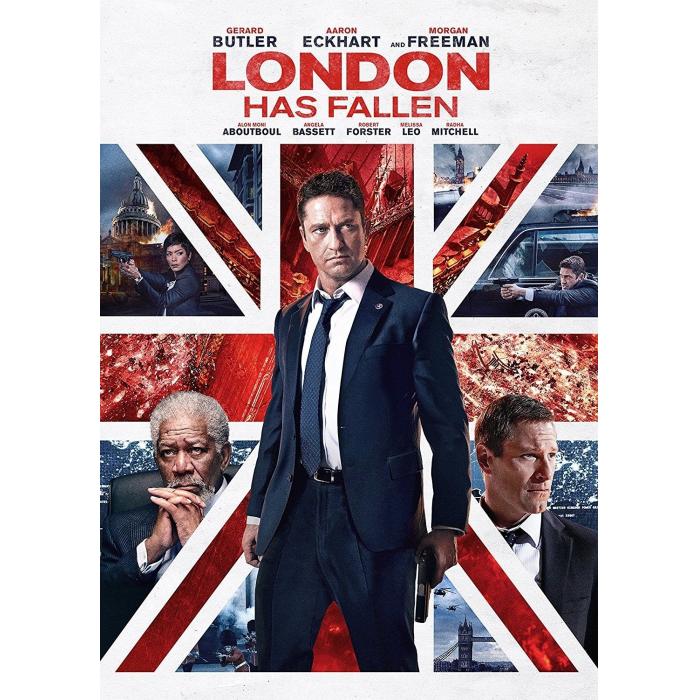 GERARD AARON MORGAN
BUTLER ECKHART AND FREEMAN
LONDON
HAS FALLEN
ALON MONI ANGELA ROBERT MELISSA RADHA
ABOUTBOUL BASSETT FORSTER LEO MITCHELL